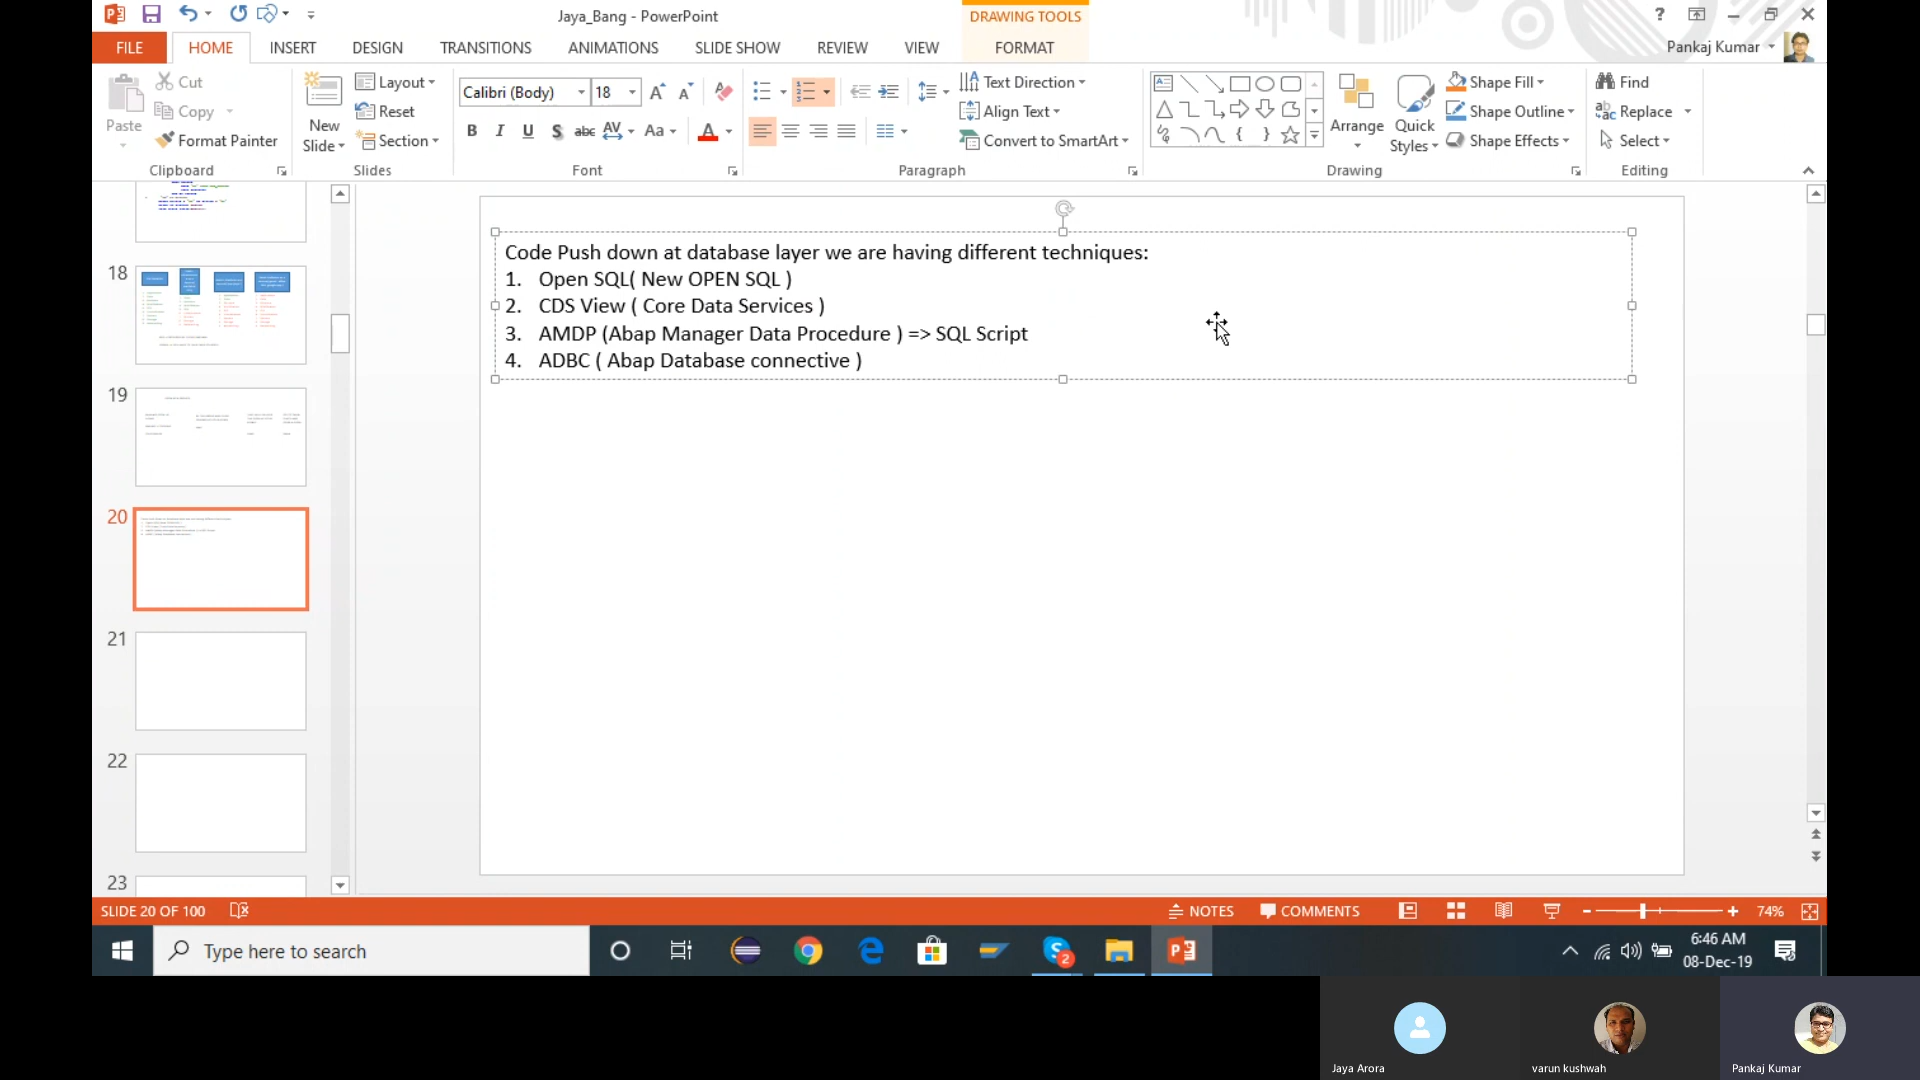 Jaya_Bang - PowerPoint
DRAWING TOOLS
?
FILE
HOME
INSERT
DESIGN
TRANSITIONS
ANIMATIONS
SLIDE SHOW
REVIEW
VIEW
FORMAT
Pankaj Kumar
Paste
Cut
Copy
Format Painter
Clipboard
New
Slide
Layout
Reset
Section
Slides
Calibri (Body)
18
B I U S abc AV Aa A
Font
Text Direction
Align Text
Convert to SmartArt
Paragraph
Arrange
Quick
Styles
Shape Fill
Shape Outline
Shape Effects
Drawing
Find
Replace
Select
Editing
18
19
20
21
22
23
Code Push down at database layer we are having different techniques:
1. Open SQL( New OPEN SQL )
2. CDS View ( Core Data Services )
3. AMDP (Abap Manager Data Procedure ) => SQL Script
4. ADBC ( Abap Database connective )
SLIDE 20 OF 100
NOTES
COMMENTS
74%
Type here to search
2
6:46 AM
08-Dec-19
Jaya Arora
varun kushwah
Pankaj Kumar